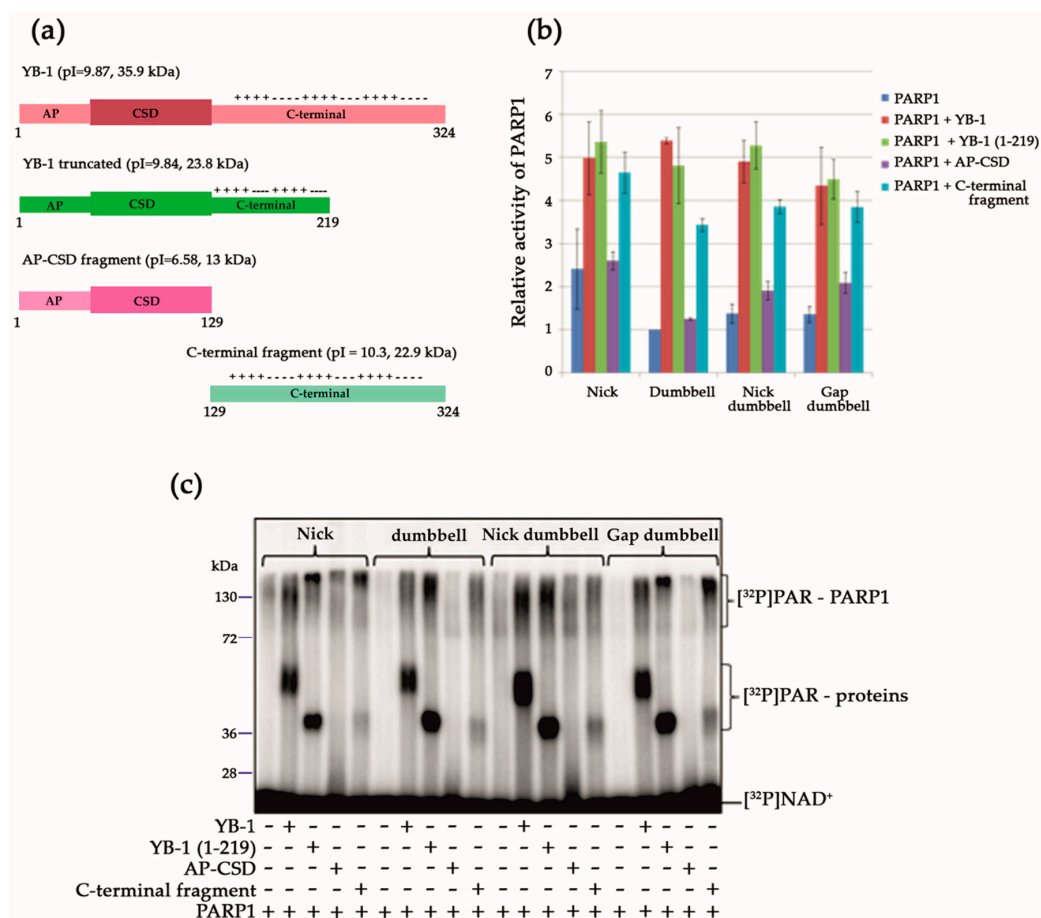 (a)
YB-1 (pI=9.87, 35.9 kDa)
++++----++++----++++----
AP CSD C-terminal
1 324
YB-1 truncated (pI=9.84, 23.8 kDa)
++++----++++----
AP CSD C-terminal
1 219
AP-CSD fragment (pI=6.58, 13 kDa)
AP CSD
1 129
C-terminal fragment (pI = 10.3, 22.9 kDa)
++++----++++----++++----
C-terminal
129 324
(b)
Relative activity of PARP1
7
6
5
4
3
2
1
0
Nick Dumbbell Nick dumbbell Gap dumbbell
PARP1
PARP1 + YB-1
PARP1 + YB-1 (1-219)
PARP1 + AP-CSD
PARP1 + C-terminal
fragment
(c)
Nick dumbbell Nick dumbbell Gap dumbbell
kDa
130
72
36
28
[32P]PAR - PARP1
[32P]PAR - proteins
[32P]NAD+
YB-1 - + - - - - + - - - - + - - - - + - - -
YB-1 (1-219) - - + - - - - + - - - - + - - - - + - -
AP-CSD - - - + - - - - + - - - - + - - - - + -
C-terminal fragment - - - - + - - - - + - - - - + - - - - +
PARP1 + + + + + + + + + + + + + + + + + + + +